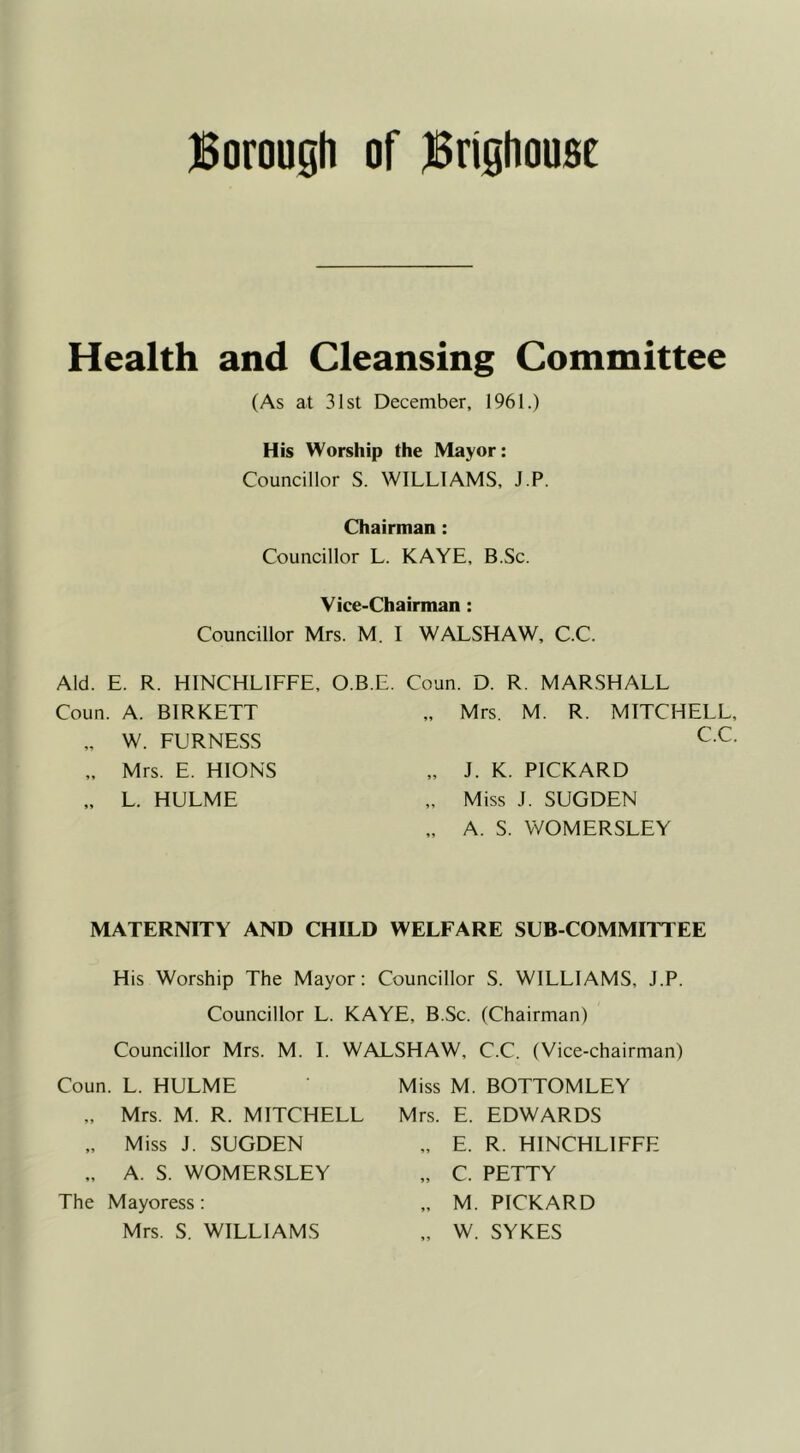 Borough of Brighouse
Health and Cleansing Committee
(As at 31st December, 1961.)
His Worship the Mayor:
Councillor S. WILLIAMS, J.P.
Chairman :
Councillor L. KAYE, B.Sc.
Vice-Chairman :
Councillor Mrs. M. I WALSHAW, C.C.
Ald. E. R. HINCHLIFFE, O.B.E.
Coun. A. BIRKETT
„ W. FURNESS
„ Mrs. E. HIONS
„ L. HULME
Coun. D. R. MARSHALL
„ Mrs. M. R. MITCHELL,
C.C.
„ J. K. PICKARD
„ Miss J. SUGDEN
„ A. S. WOMERSLEY
MATERNITY AND CHILD WELFARE SUB-COMMITTEE
His Worship The Mayor: Councillor S. WILLIAMS, J.P.
Councillor L. KAYE, B.Sc. (Chairman)
Councillor Mrs. M. I. WALSHAW, C.C. (Vice-chairman)
Coun. L. HULME
„ Mrs. M. R. MITCHELL
„ Miss J. SUGDEN
„ A. S. WOMERSLEY
The Mayoress:
Mrs. S. WILLIAMS
Miss M. BOTTOMLEY
Mrs. E. EDWARDS
„ E. R. HINCHLIFFE
„ C. PETTY
„ M. PICKARD
„ W. SYKES